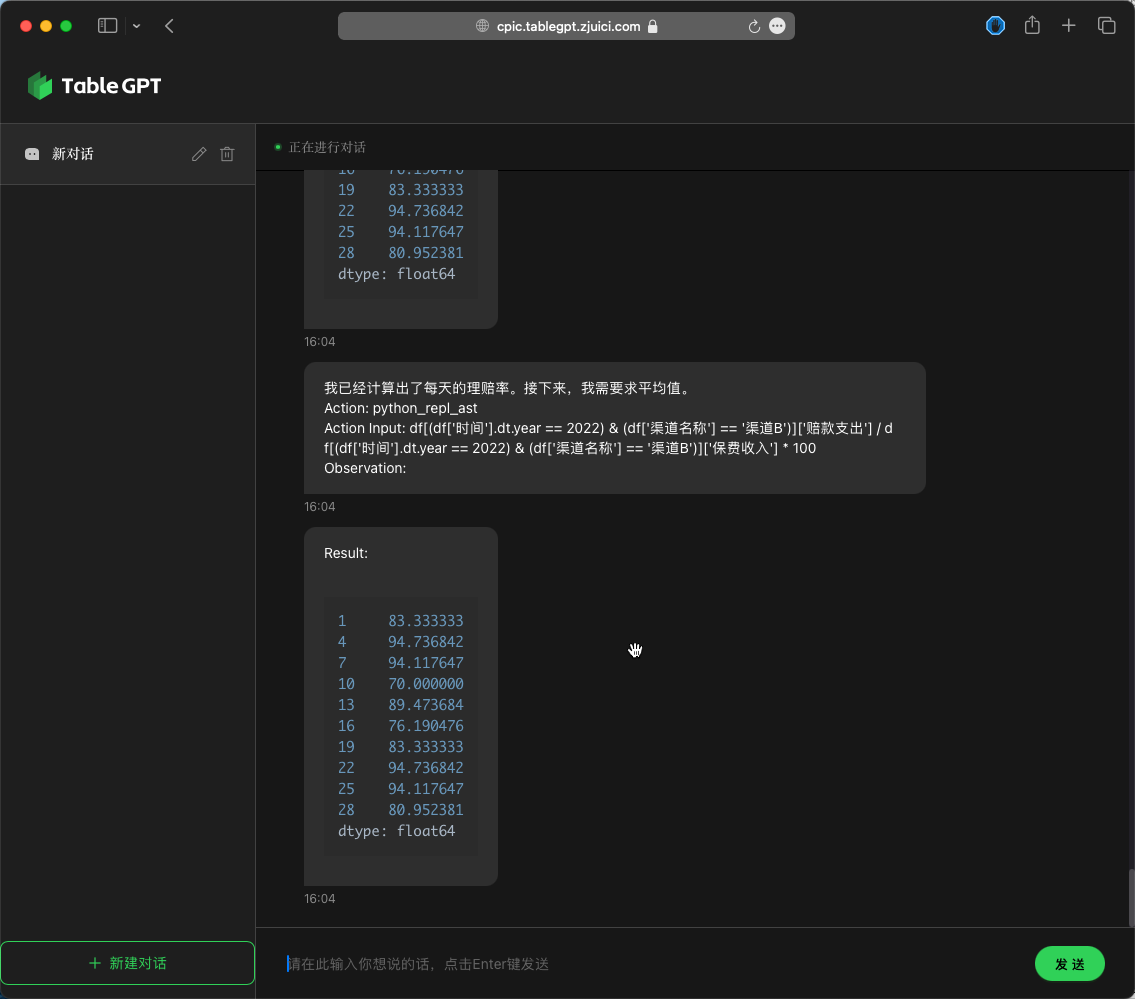 cpic.tablegpt.zjuici.com
TableGPT
新对话
正在进行对话
16 76.190476
19 83.333333
22 94.736842
25 94.117647
28 80.952381
dtype: float64
16:04
我已经计算出了每天的理赔率。接下来，我需要求平均值。
Action: python_repl_ast
Action Input: df[(df['时间'].dt.year == 2022) & (df['渠道名称'] == '渠道B')]['赔款支出'] / d
f[(df['时间'].dt.year == 2022) & (df['渠道名称'] == '渠道B')]['保费收入'] * 100
Observation:
16:04
Result:
1 83.333333
4 94.736842
7 94.117647
10 70.000000
13 89.473684
16 76.190476
19 83.333333
22 94.736842
25 94.117647
28 80.952381
dtype: float64
16:04
新建对话
请在此输入你想说的话，点击Enter键发送
发 送